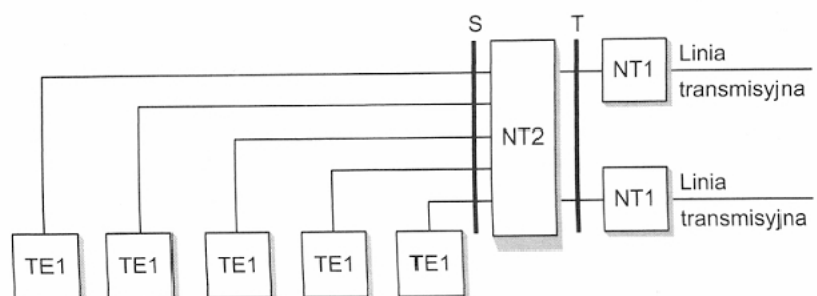 S
T
NT1
Linia
transmisyjna
NT2
NT1
Linia
transmisyjna
TE1
TE1
TE1
TE1
TE1